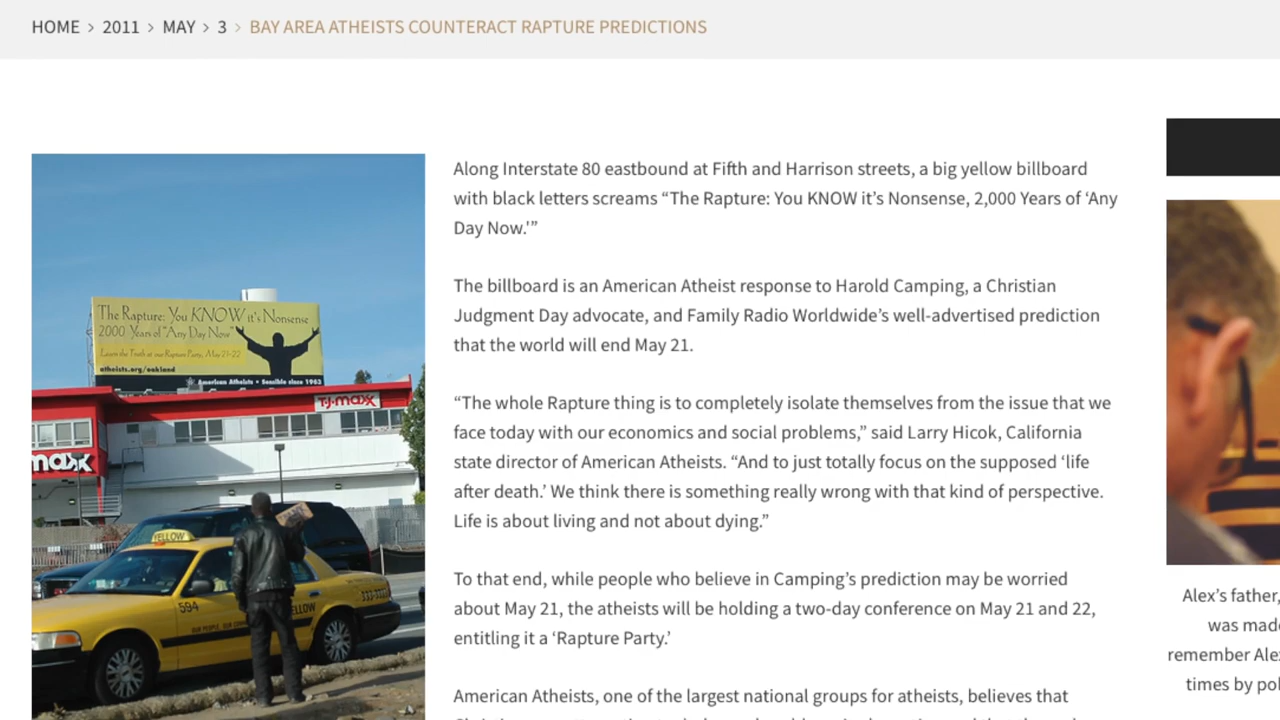 HOME > 2011 > MAY > 3 > BAY AREA ATHEISTS COUNTERACT RAPTURE PREDICTIONS
The Rapture: You KNOW it's Nonsense
2000 Years of "Any Day Now"
Learn the Truth at our Rapture Party, May 21-22
atheists.org/oakland
American Atheists • Sensible since 1963
T·J·maxx
maxx
YELLOW
594
YELLOW
Along Interstate 80 eastbound at Fifth and Harrison streets, a big yellow billboard
with black letters screams “The Rapture: You KNOW it’s Nonsense, 2,000 Years of ‘Any
Day Now.'”
The billboard is an American Atheist response to Harold Camping, a Christian
Judgment Day advocate, and Family Radio Worldwide’s well-advertised prediction
that the world will end May 21.
“The whole Rapture thing is to completely isolate themselves from the issue that we
face today with our economics and social problems,” said Larry Hicok, California
state director of American Atheists. “And to just totally focus on the supposed ‘life
after death.’ We think there is something really wrong with that kind of perspective.
Life is about living and not about dying.”
To that end, while people who believe in Camping’s prediction may be worried
about May 21, the atheists will be holding a two-day conference on May 21 and 22,
entitling it a ‘Rapture Party.’
American Atheists, one of the largest national groups for atheists, believes that
Alex’s father,
was made
remember Alex
times by pol